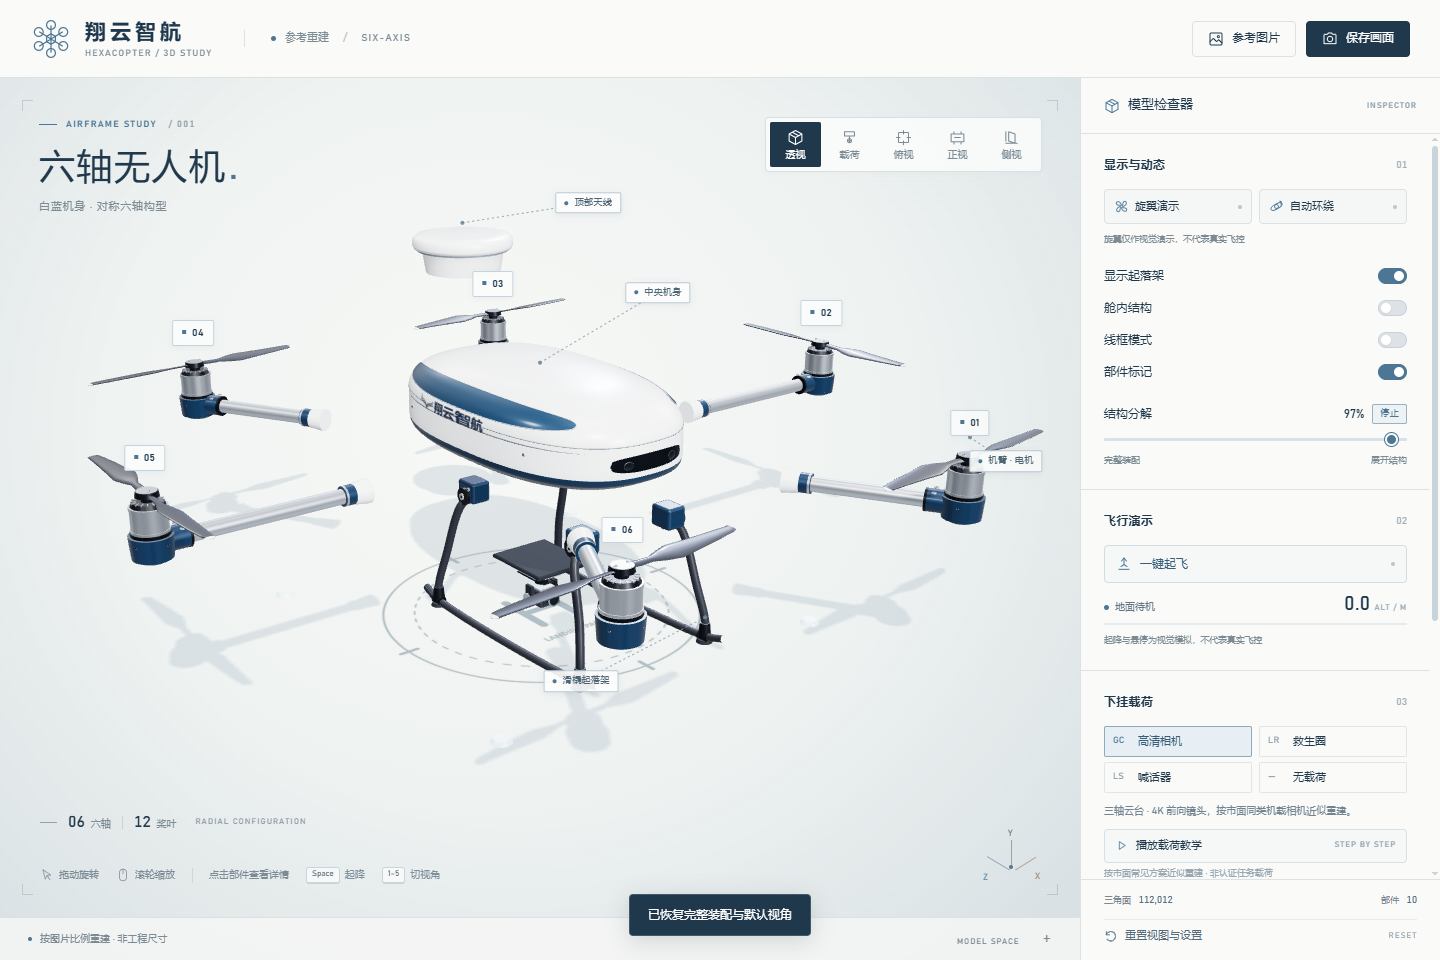 翔云智航
HEXACOPTER / 3D STUDY
参考重建 / SIX-AXIS
参考图片
保存画面
AIRFRAME STUDY / 001
六轴无人机.
白蓝机身 · 对称六轴构型
透视
载荷
俯视
正视
侧视
顶部天线
03
中央机身
02
04
01
机臂 · 电机
05
06
翔云智航
滑橇起落架
06 六轴
12 桨叶
RADIAL CONFIGURATION
拖动旋转
滚轮缩放
点击部件查看详情
Space 起降
1-5 切视角
Y
Z
X
按图片比例重建 · 非工程尺寸
已恢复完整装配与默认视角
MODEL SPACE +
模型检查器
INSPECTOR
显示与动态
01
旋翼演示
自动环绕
旋翼仅作视觉演示，不代表真实飞控
显示起落架
舱内结构
线框模式
部件标记
结构分解
97%
停止
完整装配
展开结构
飞行演示
02
一键起飞
地面待机
0.0 ALT / M
起降与悬停为视觉模拟，不代表真实飞控
下挂载荷
03
GC 高清相机
LR 救生圈
LS 喊话器
— 无载荷
三轴云台 · 4K 前向镜头，按市面同类机载相机近似重建。
播放载荷教学
STEP BY STEP
按市面常见方案近似重建 · 非认证任务载荷
三角面 112,012
部件 10
重置视图与设置
RESET